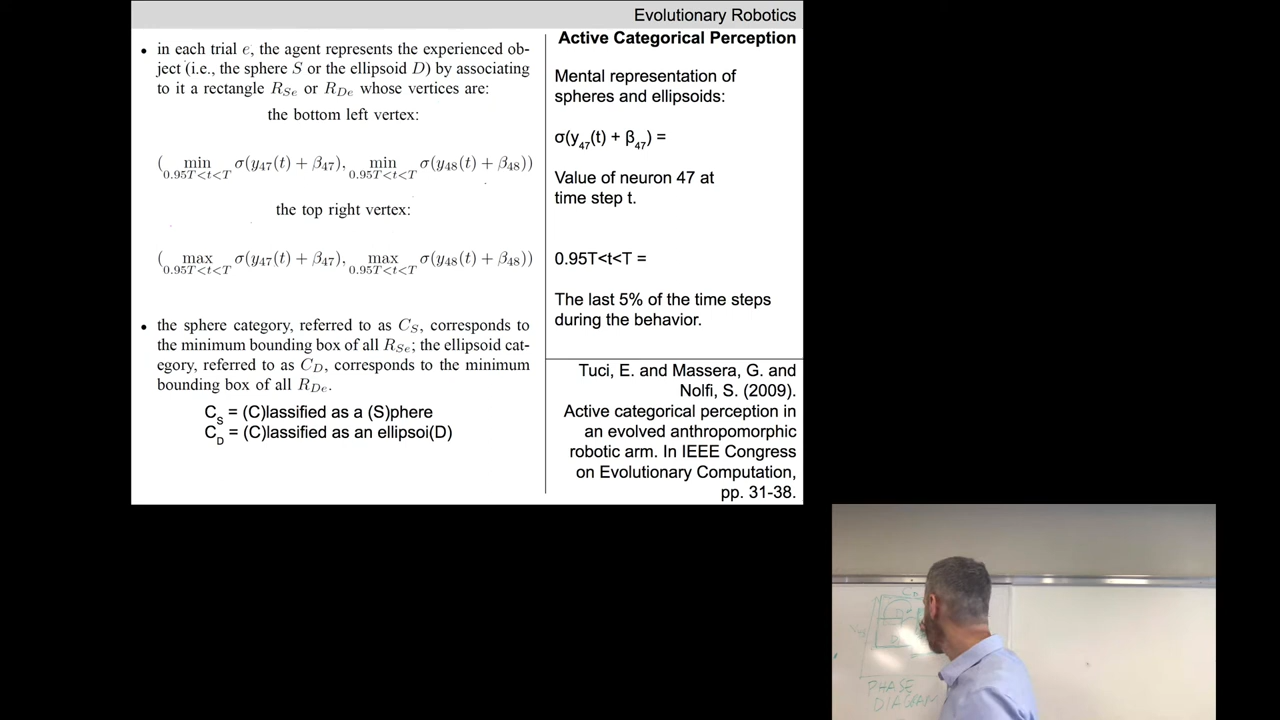 Evolutionary Robotics
• in each trial e, the agent represents the experienced ob-
ject (i.e., the sphere S or the ellipsoid D) by associating
to it a rectangle R_Se or R_De whose vertices are:
the bottom left vertex:
( min_{0.95T<t<T} σ(y_47(t) + β_47), min_{0.95T<t<T} σ(y_48(t) + β_48))
the top right vertex:
( max_{0.95T<t<T} σ(y_47(t) + β_47), max_{0.95T<t<T} σ(y_48(t) + β_48))
• the sphere category, referred to as C_S, corresponds to
the minimum bounding box of all R_Se; the ellipsoid cat-
egory, referred to as C_D, corresponds to the minimum
bounding box of all R_De.
C_S = (C)lassified as a (S)phere
C_D = (C)lassified as an ellipsoi(D)
Active Categorical Perception
Mental representation of
spheres and ellipsoids:
σ(y_47(t) + β_47) =
Value of neuron 47 at
time step t.
0.95T<t<T =
The last 5% of the time steps
during the behavior.
Tuci, E. and Massera, G. and
Nolfi, S. (2009).
Active categorical perception in
an evolved anthropomorphic
robotic arm. In IEEE Congress
on Evolutionary Computation,
pp. 31-38.
PHASE
DIAGRAM